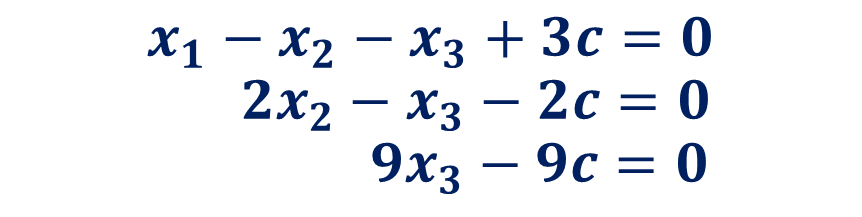 x₁ − x₂ − x₃ + 3c = 0
2x₂ − x₃ − 2c = 0
9x₃ − 9c = 0